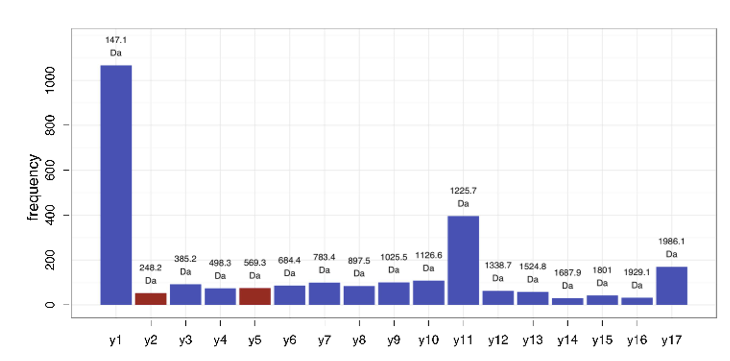 147.1
Da
1225.7
Da
1986.1
Da
248.2
Da
385.2
Da
498.3
Da
569.3
Da
684.4
Da
783.4
Da
897.5
Da
1025.5
Da
1126.6
Da
1338.7
Da
1524.8
Da
1687.9
Da
1801
Da
1929.1
Da
frequency
1000
800
600
400
200
0
y1 y2 y3 y4 y5 y6 y7 y8 y9 y10 y11 y12 y13 y14 y15 y16 y17